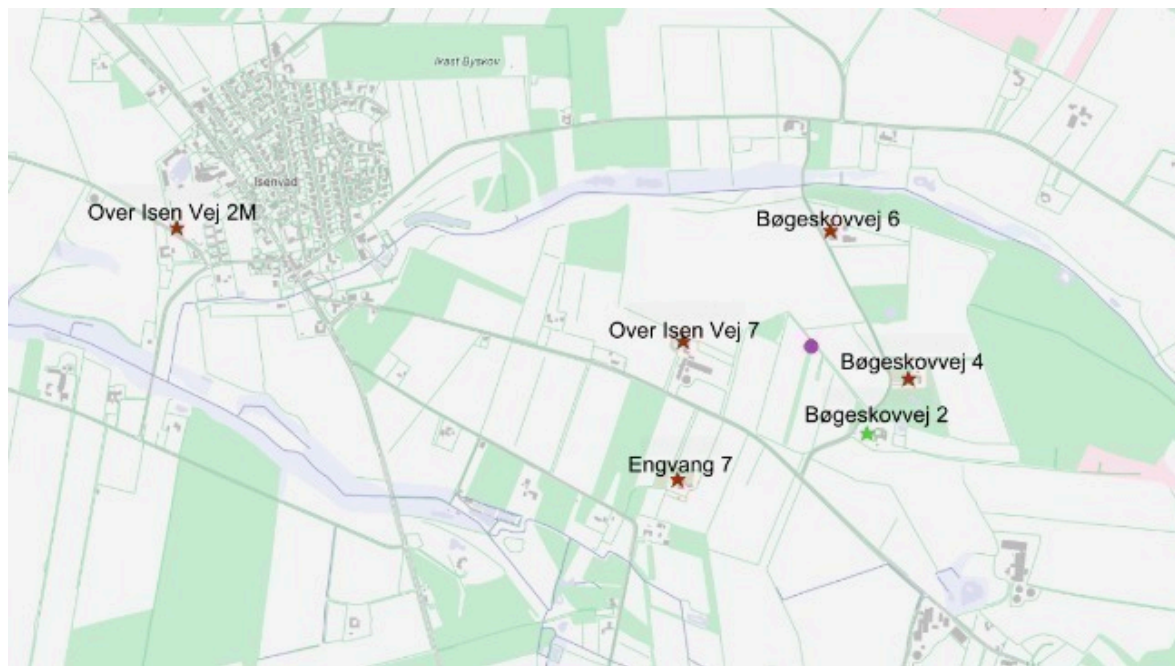 Ikast Byskov
Isenvad
Over Isen Vej 2M
Bøgeskovvej 6
Over Isen Vej 7
Bøgeskovvej 4
Bøgeskovvej 2
Engvang 7